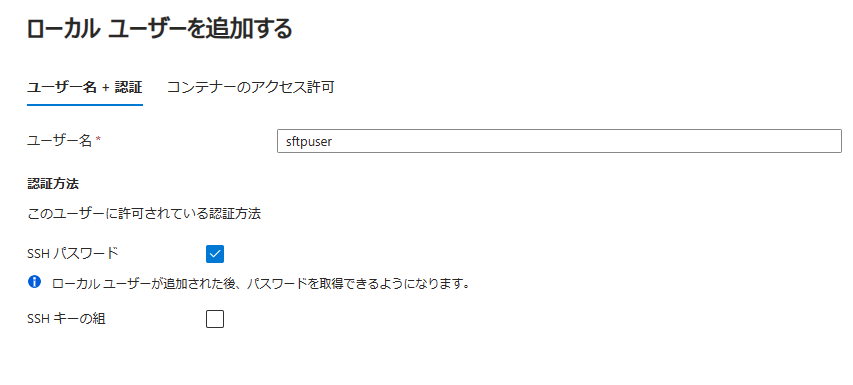 ローカル ユーザーを追加する
ユーザー名 + 認証 コンテナーのアクセス許可
ユーザー名 * sftpuser
認証方法
このユーザーに許可されている認証方法
SSH パスワード
ローカル ユーザーが追加された後、パスワードを取得できるようになります。
SSH キーの組